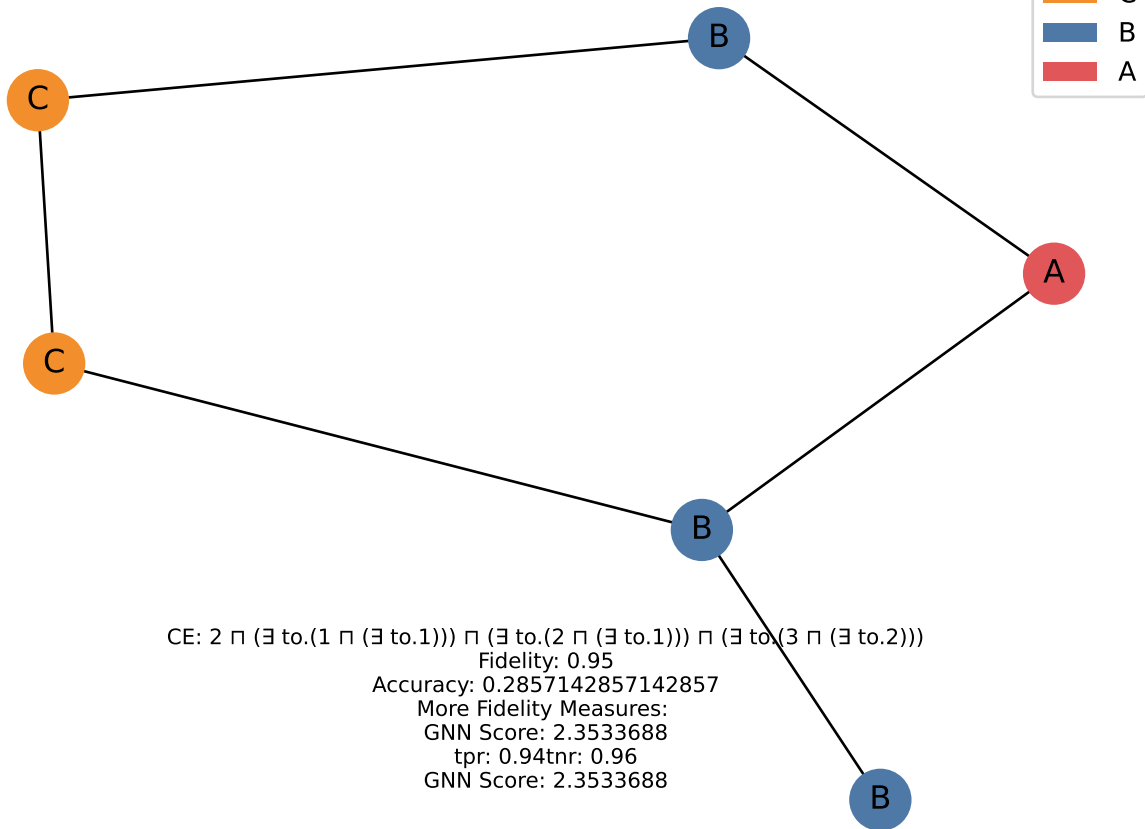 B
C
B
A
C
A
C
B
CE: 2 ⊓ (∃ to.(1 ⊓ (∃ to.1))) ⊓ (∃ to.(2 ⊓ (∃ to.1))) ⊓ (∃ to.(3 ⊓ (∃ to.2)))
Fidelity: 0.95
Accuracy: 0.2857142857142857
More Fidelity Measures:
GNN Score: 2.3533688
tpr: 0.94tnr: 0.96
GNN Score: 2.3533688
B